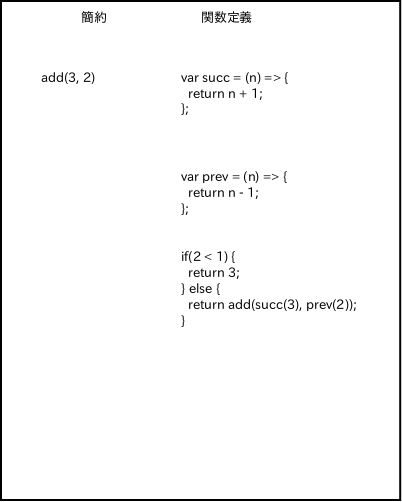 簡約 関数定義
add(3, 2) var succ = (n) => {
return n + 1;
};
var prev = (n) => {
return n - 1;
};
if(2 < 1) {
return 3;
} else {
return add(succ(3), prev(2));
}